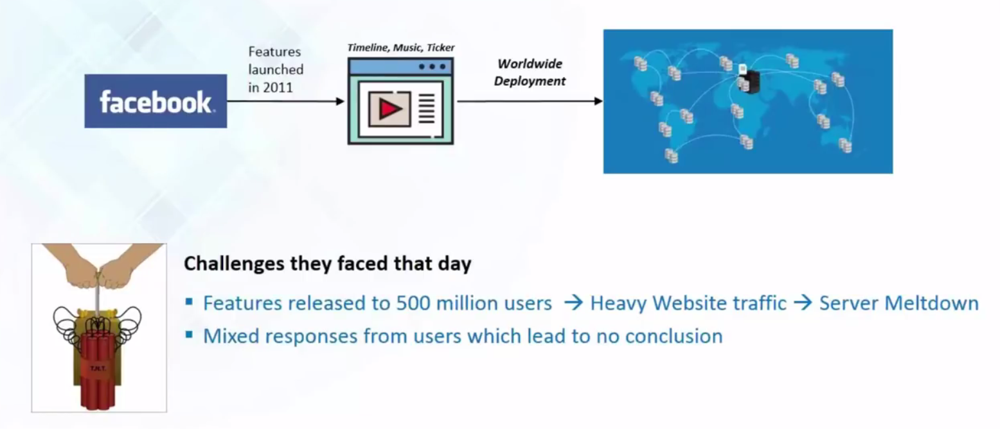 facebook.
Features
launched
in 2011
Timeline, Music, Ticker
Worldwide
Deployment
T.N.T.
Challenges they faced that day
▪ Features released to 500 million users → Heavy Website traffic → Server Meltdown
▪ Mixed responses from users which lead to no conclusion